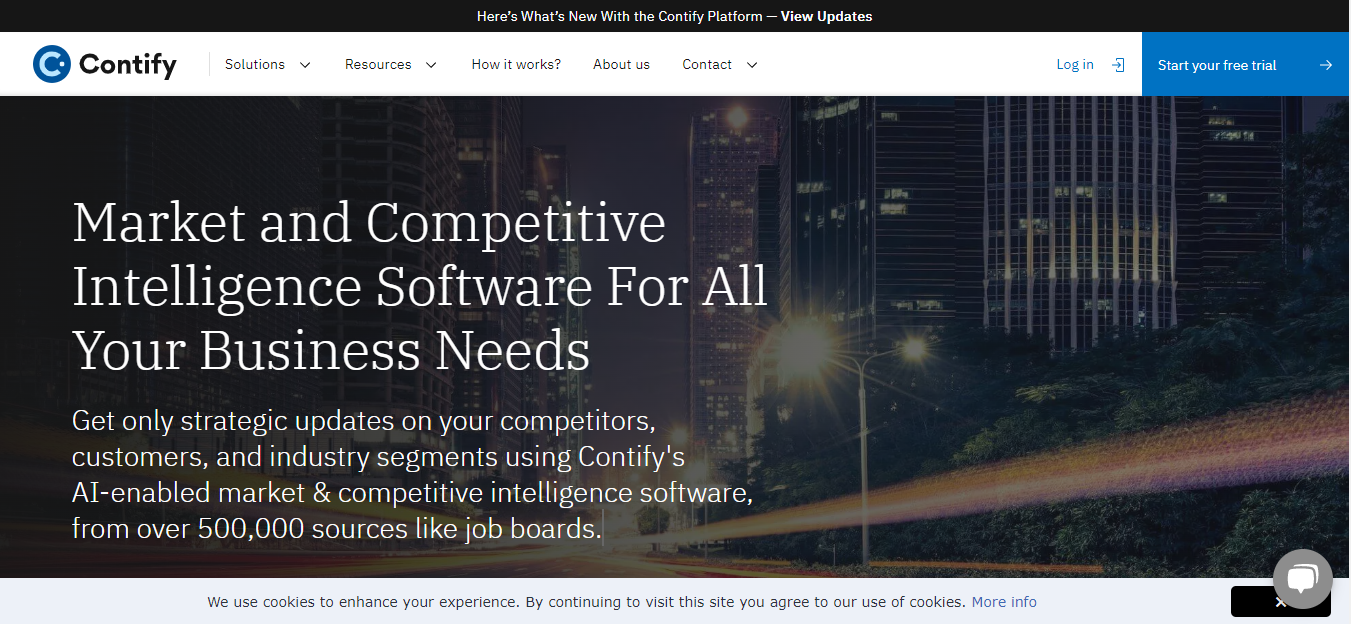 Here’s What’s New With the Contify Platform — View Updates
Contify
Solutions
Resources
How it works?
About us
Contact
Log in
Start your free trial
Market and Competitive
Intelligence Software For All
Your Business Needs
Get only strategic updates on your competitors,
customers, and industry segments using Contify's
AI-enabled market & competitive intelligence software,
from over 500,000 sources like job boards.
We use cookies to enhance your experience. By continuing to visit this site you agree to our use of cookies. More info